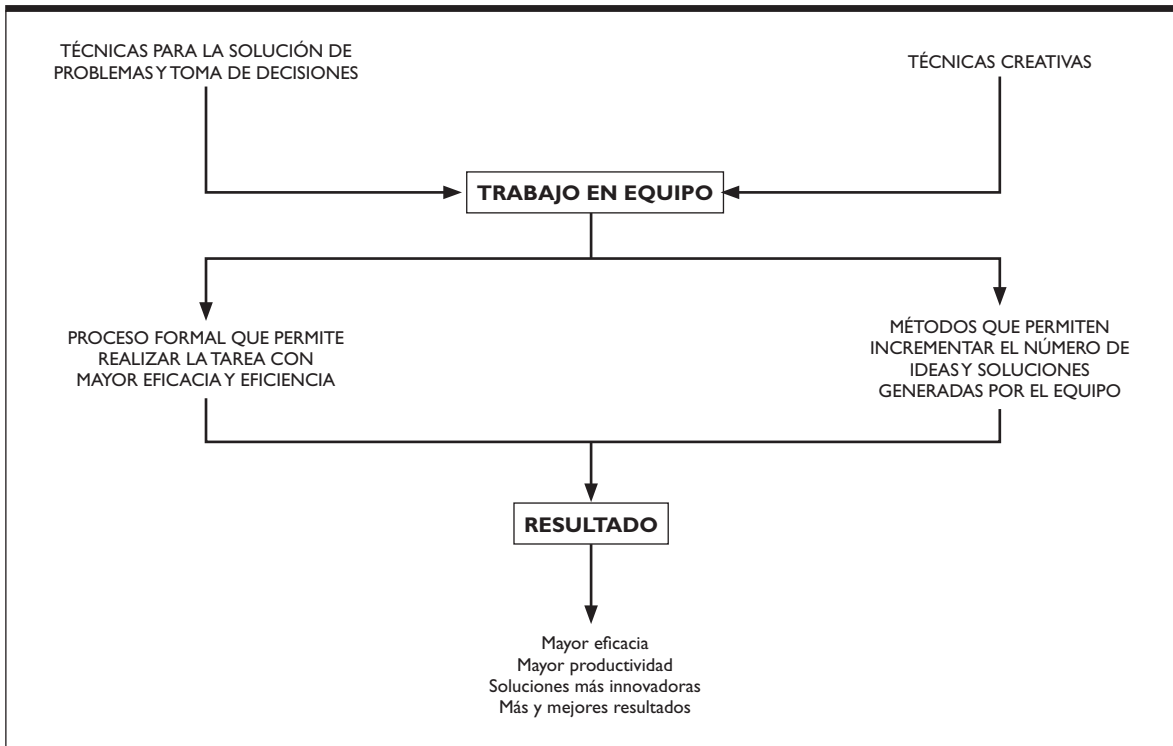 TÉCNICAS PARA LA SOLUCIÓN DE
PROBLEMAS Y TOMA DE DECISIONES
TÉCNICAS CREATIVAS
TRABAJO EN EQUIPO
PROCESO FORMAL QUE PERMITE
REALIZAR LA TAREA CON
MAYOR EFICACIA Y EFICIENCIA
MÉTODOS QUE PERMITEN
INCREMENTAR EL NÚMERO DE
IDEAS Y SOLUCIONES
GENERADAS POR EL EQUIPO
RESULTADO
Mayor eficacia
Mayor productividad
Soluciones más innovadoras
Más y mejores resultados